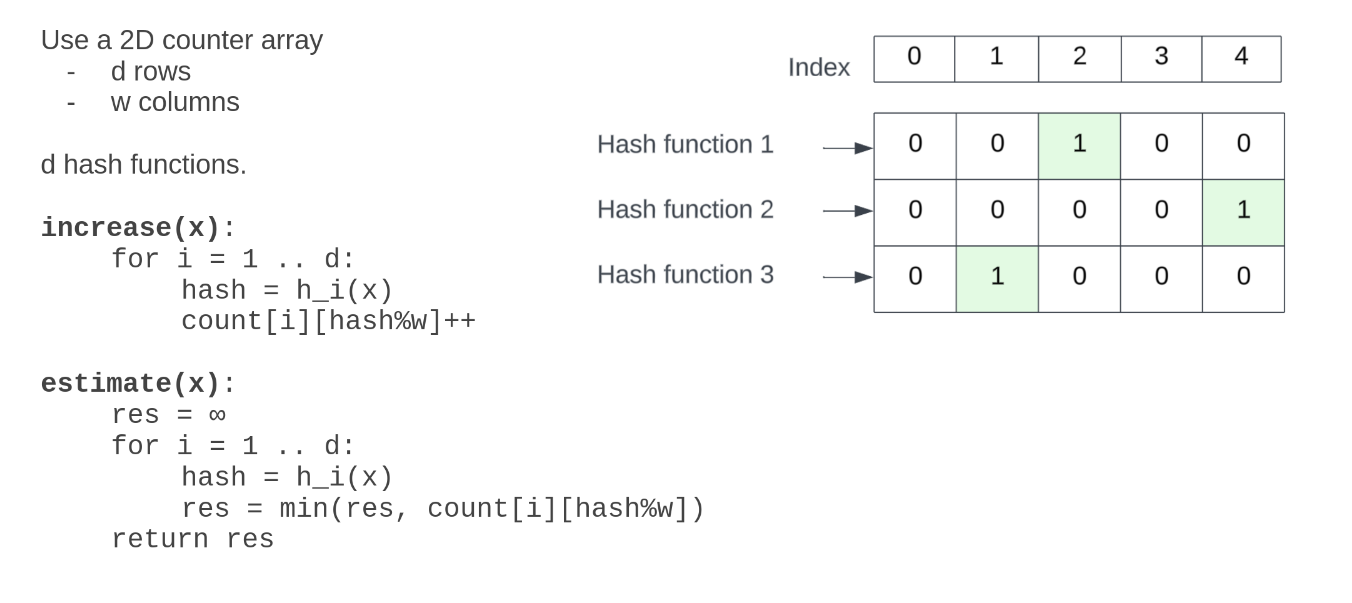 Use a 2D counter array
- d rows
- w columns
d hash functions.
increase(x):
for i = 1 .. d:
hash = h_i(x)
count[i][hash%w]++
estimate(x):
res = ∞
for i = 1 .. d:
hash = h_i(x)
res = min(res, count[i][hash%w])
return res
Index 0 1 2 3 4
Hash function 1 0 0 1 0 0
Hash function 2 0 0 0 0 1
Hash function 3 0 1 0 0 0